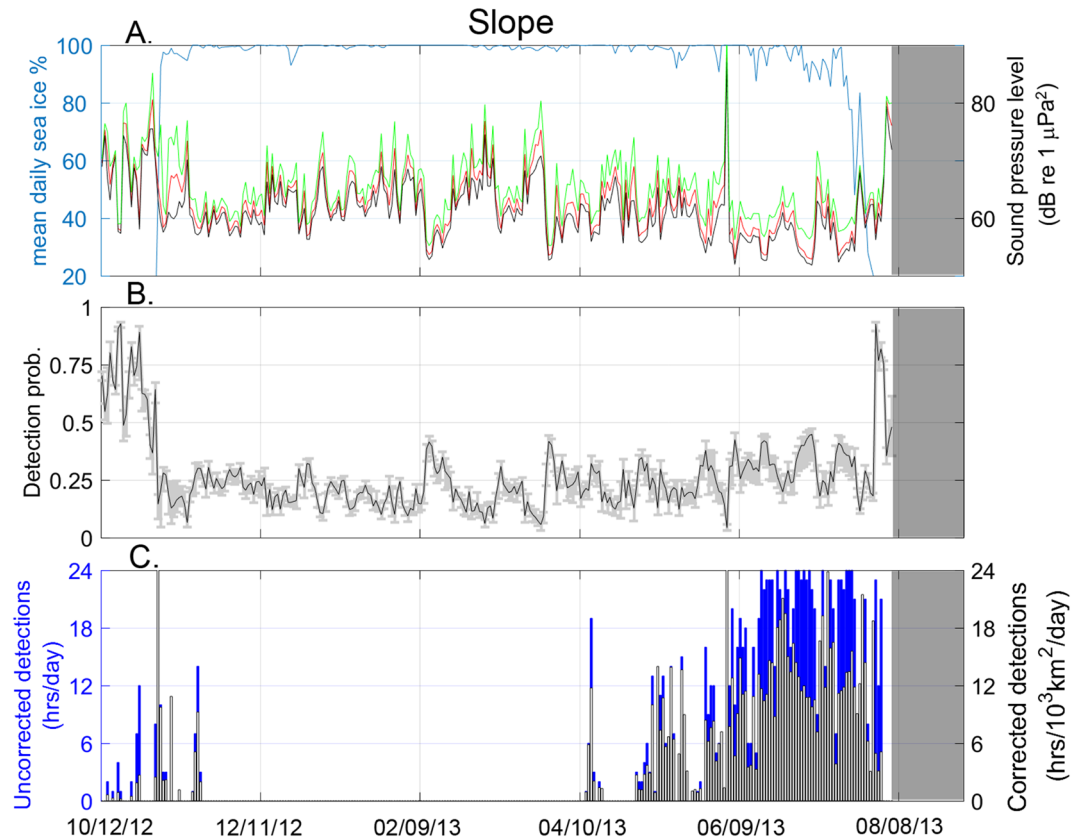 Slope
A.
100
80
60
40
20
mean daily sea ice %
80
60
Sound pressure level
(dB re 1 μPa²)
B.
1
0.75
0.5
0.25
0
Detection prob.
C.
24
18
12
6
0
Uncorrected detections
(hrs/day)
24
18
12
6
0
Corrected detections
(hrs/10³km²/day)
10/12/12 12/11/12 02/09/13 04/10/13 06/09/13 08/08/13